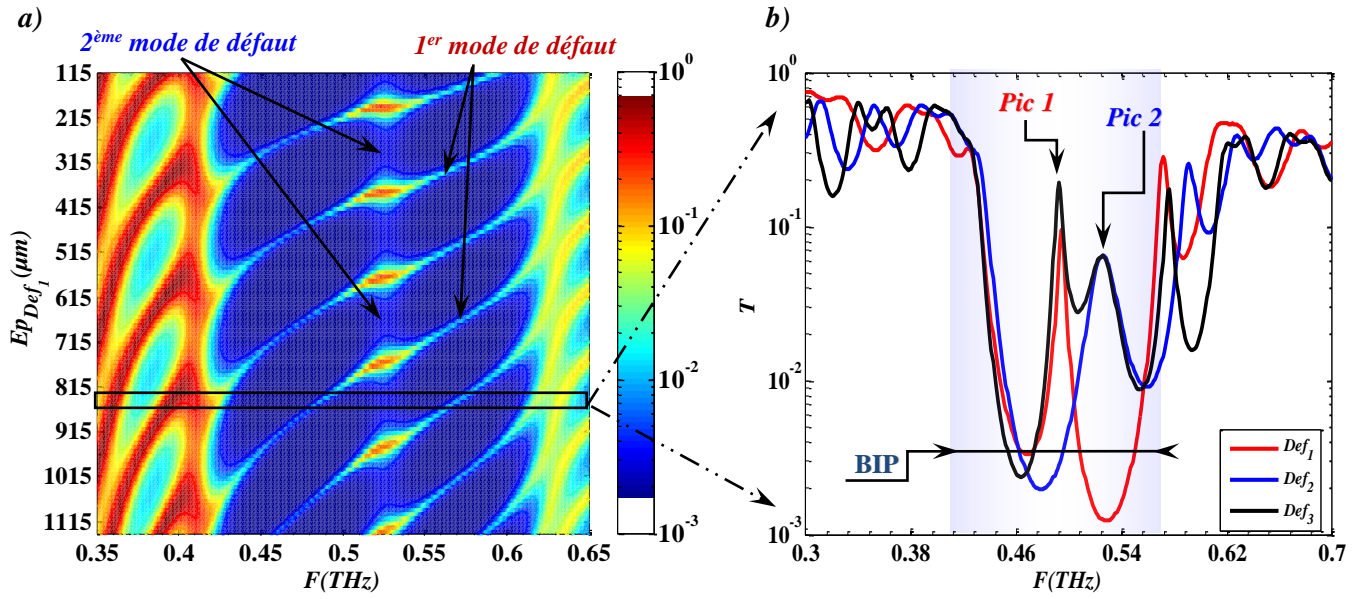 a)
2ème mode de défaut
1er mode de défaut
115
215
315
415
515
615
715
815
915
1015
1115
EpDef1(µm)
0.35
0.4
0.45
0.5
0.55
0.6
0.65
F(THz)
10^0
10^-1
10^-2
10^-3
b)
10^0
10^-1
10^-2
10^-3
T
Pic 1
Pic 2
BIP
Def1
Def2
Def3
0.3
0.38
0.46
0.54
0.62
0.7
F(THz)